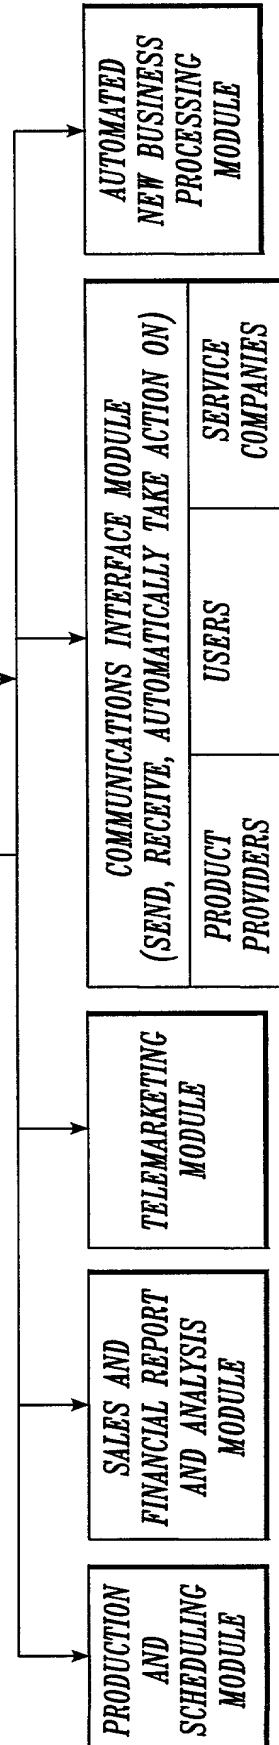 PRODUCTION
AND
SCHEDULING
MODULE
SALES AND
FINANCIAL REPORT
AND ANALYSIS
MODULE
TELEMARKETING
MODULE
COMMUNICATIONS INTERFACE MODULE
(SEND, RECEIVE, AUTOMATICALLY TAKE ACTION ON)
PRODUCT
PROVIDERS
USERS
SERVICE
COMPANIES
AUTOMATED
NEW BUSINESS
PROCESSING
MODULE